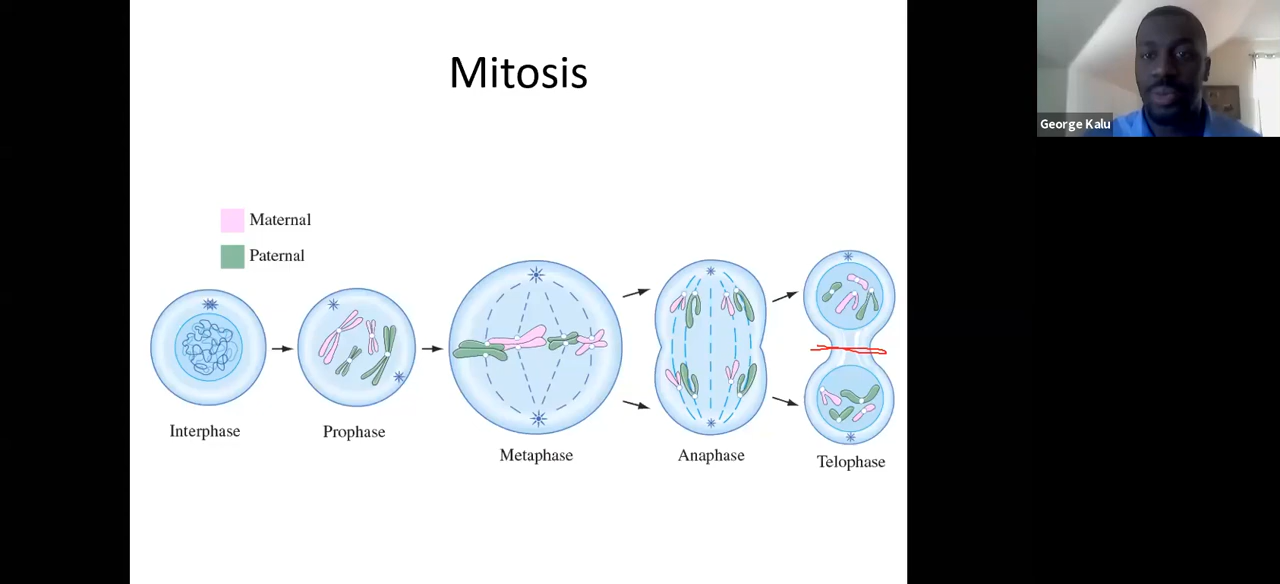 Mitosis
George Kalu
Maternal
Paternal
Interphase
Prophase
Metaphase
Anaphase
Telophase